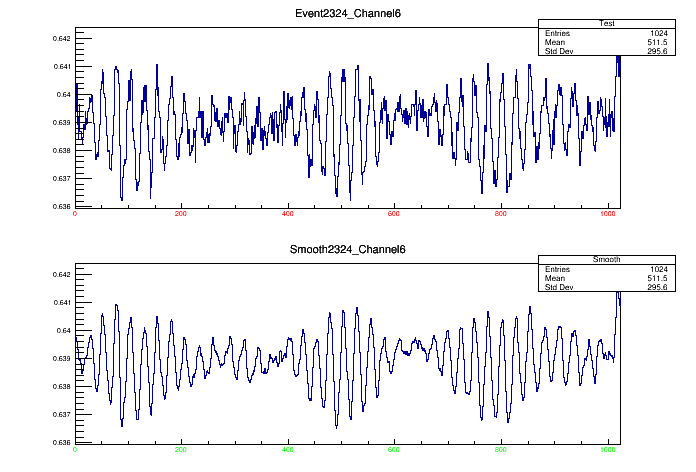 Event2324_Channel6
Test
Entries 1024
Mean 511.5
Std Dev 295.6
0.642
0.641
0.64
0.639
0.638
0.637
0.636
0 200 400 600 800 1000
Smooth2324_Channel6
Smooth
Entries 1024
Mean 511.5
Std Dev 295.6
0.642
0.641
0.64
0.639
0.638
0.637
0.636
0 200 400 600 800 1000